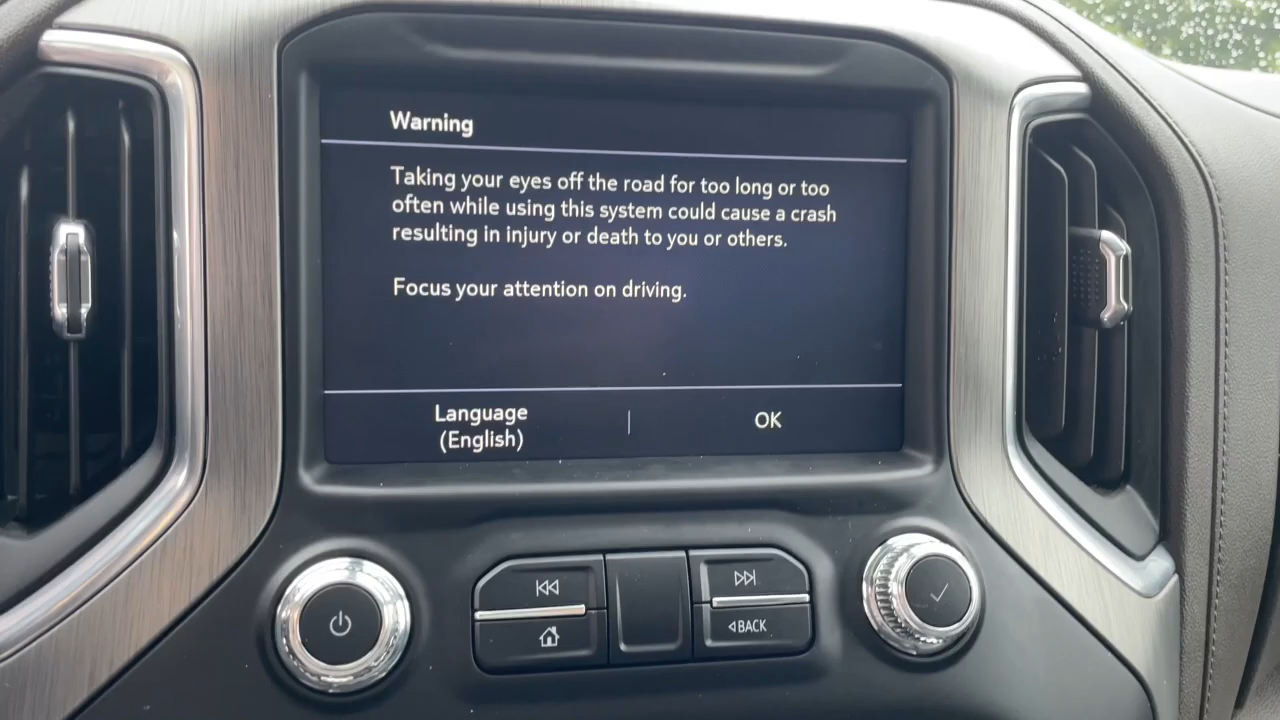 Warning
Taking your eyes off the road for too long or too
often while using this system could cause a crash
resulting in injury or death to you or others.
Focus your attention on driving.
Language
(English)
OK
BACK